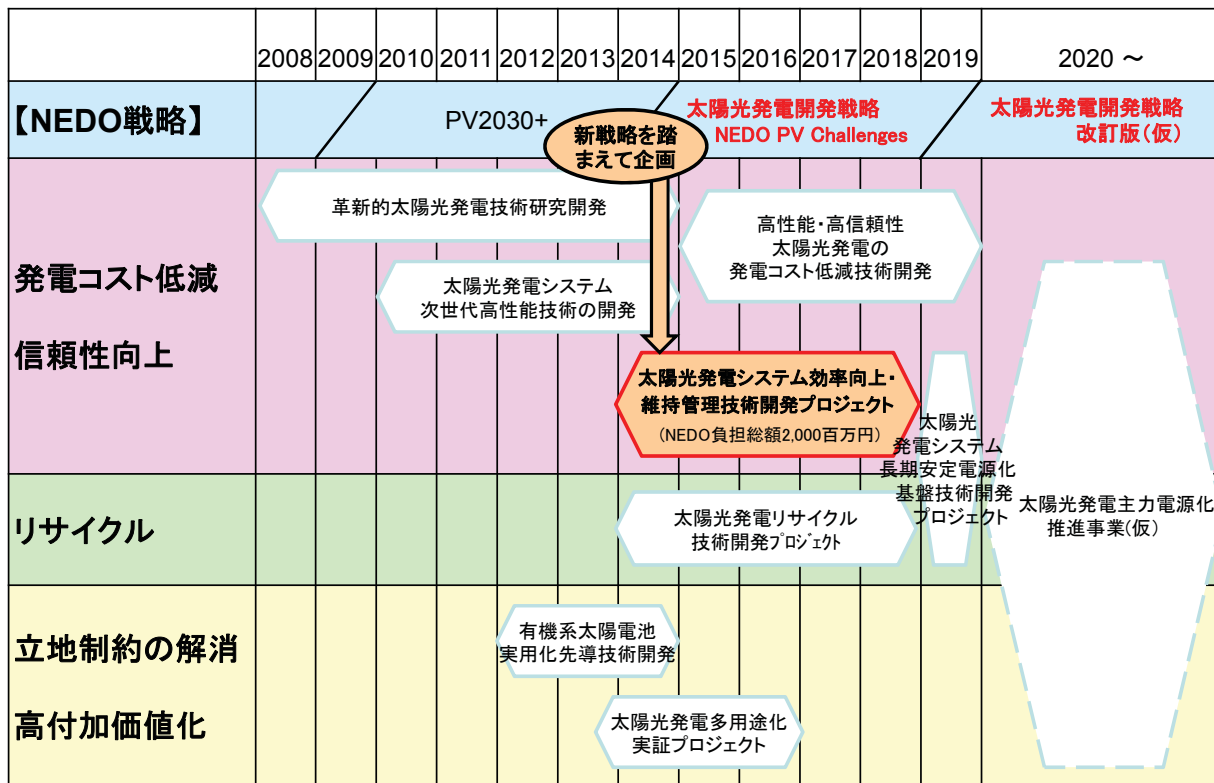 2008 2009 2010 2011 2012 2013 2014 2015 2016 2017 2018 2019 2020 ～
【NEDO戦略】
PV2030+
太陽光発電開発戦略
NEDO PV Challenges
太陽光発電開発戦略
改訂版(仮)
新戦略を踏
まえて企画
発電コスト低減
信頼性向上
革新的太陽光発電技術研究開発
太陽光発電システム
次世代高性能技術の開発
高性能・高信頼性
太陽光発電の
発電コスト低減技術開発
太陽光発電システム効率向上・
維持管理技術開発プロジェクト
(NEDO負担総額2,000百万円)
太陽光
発電システム
長期安定電源化
基盤技術開発
プロジェクト
太陽光発電主力電源化
推進事業(仮)
リサイクル
太陽光発電リサイクル
技術開発ﾌﾟﾛｼﾞｪｸﾄ
立地制約の解消
高付加価値化
有機系太陽電池
実用化先導技術開発
太陽光発電多用途化
実証プロジェクト